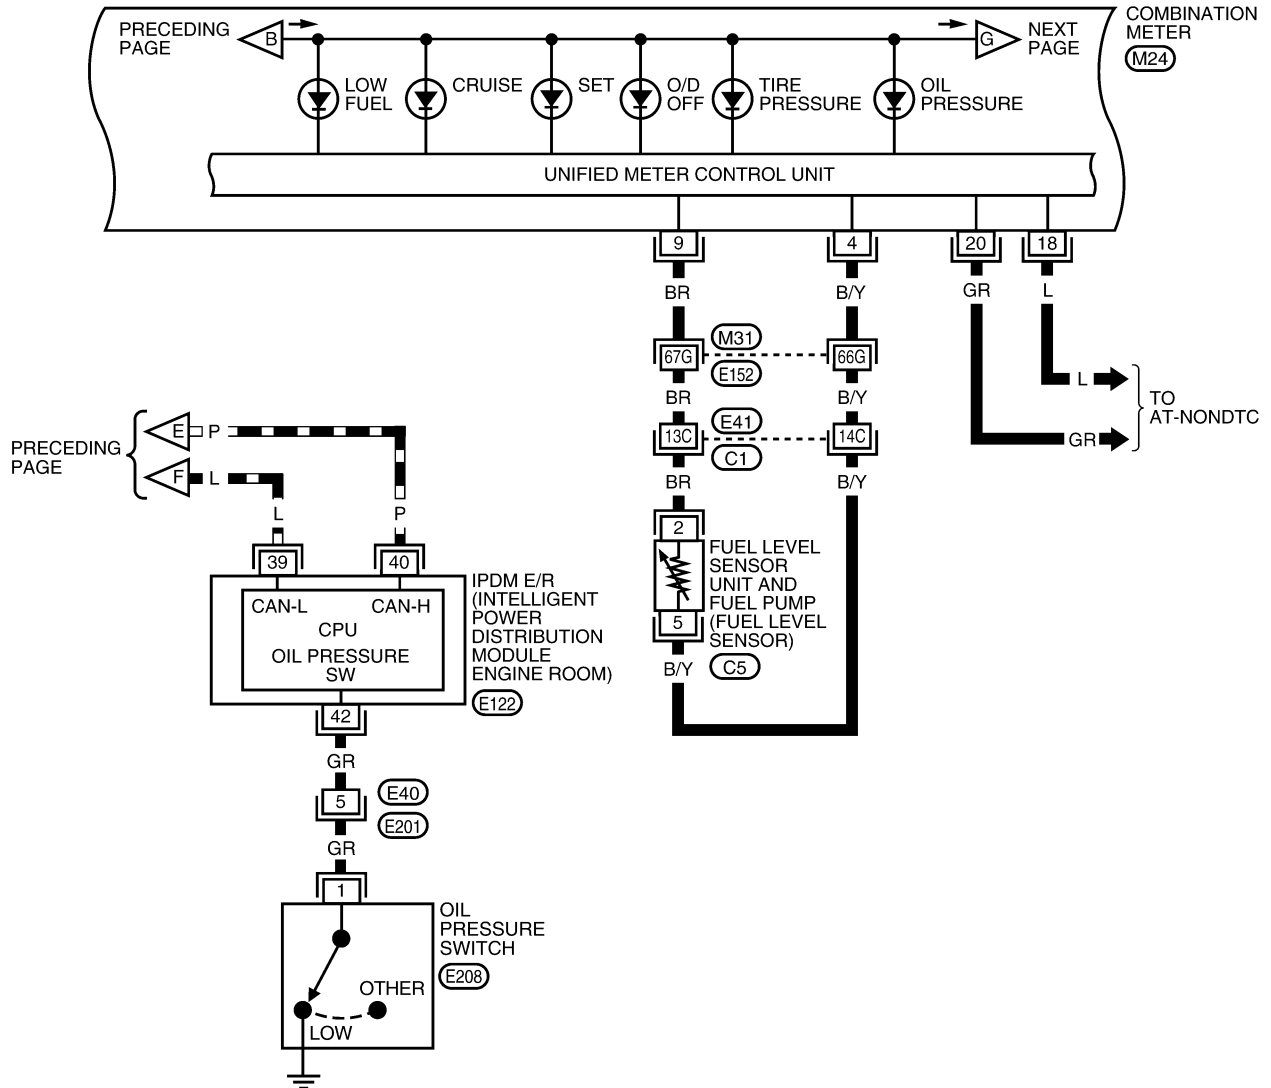 PRECEDING
PAGE
B
G
NEXT
PAGE
COMBINATION
METER
M24
LOW
FUEL
CRUISE
SET
O/D
OFF
TIRE
PRESSURE
OIL
PRESSURE
UNIFIED METER CONTROL UNIT
9
4
20
18
BR
B/Y
GR
L
67G
M31
E152
66G
BR
B/Y
L
GR
TO
AT-NONDTC
13C
E41
C1
14C
BR
B/Y
PRECEDING
PAGE
E
P
F
L
L
P
39
40
CAN-L
CAN-H
CPU
OIL PRESSURE
SW
IPDM E/R
(INTELLIGENT
POWER
DISTRIBUTION
MODULE
ENGINE ROOM)
E122
2
FUEL LEVEL
SENSOR
UNIT AND
FUEL PUMP
(FUEL LEVEL
SENSOR)
5
C5
B/Y
42
GR
5
E40
E201
GR
1
OIL
PRESSURE
SWITCH
E208
OTHER
LOW